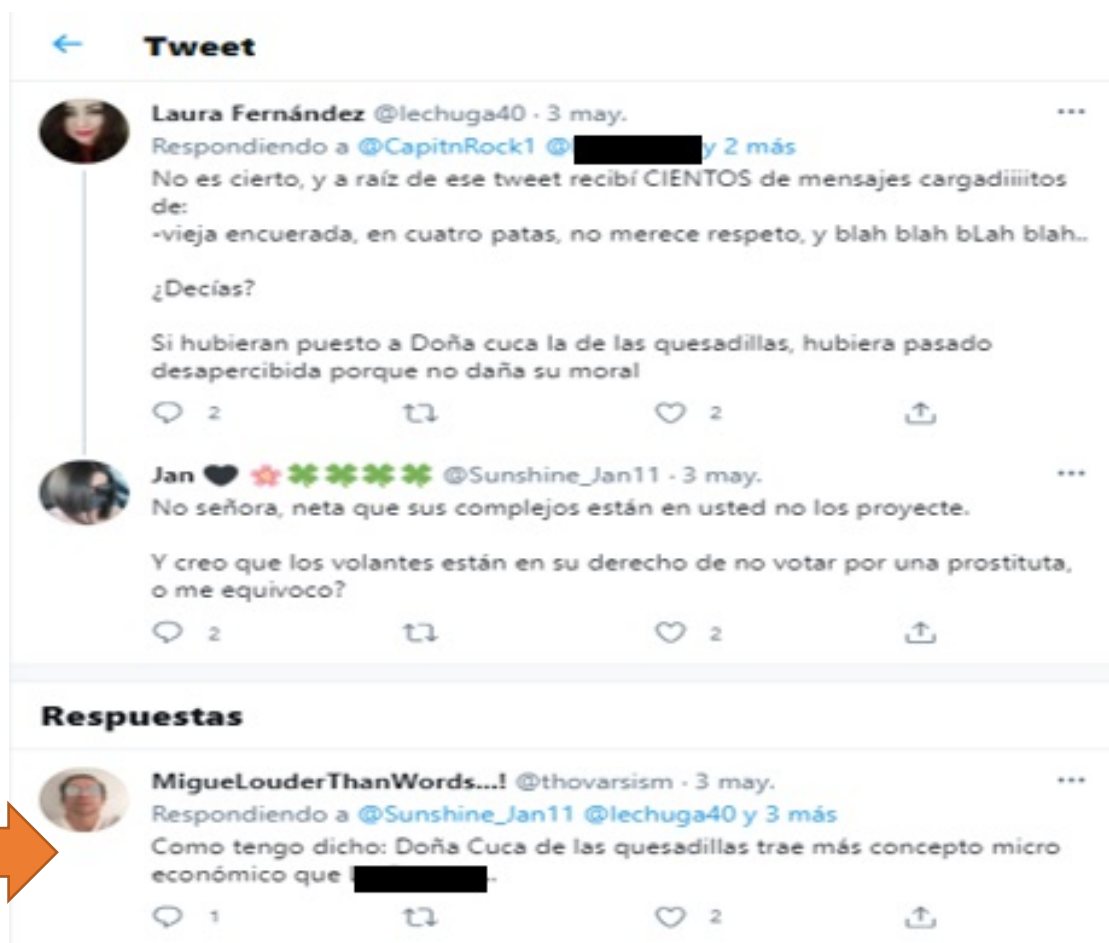 Tweet
Laura Fernández @lechuga40 · 3 may.
Respondiendo a @CapitnRock1 @ y 2 más
No es cierto, y a raíz de ese tweet recibí CIENTOS de mensajes cargadiiiitos
de:
-vieja encuerada, en cuatro patas, no merece respeto, y blah blah bLah blah..
¿Decías?
Si hubieran puesto a Doña cuca la de las quesadillas, hubiera pasado
desapercibida porque no daña su moral
2 2
Jan @Sunshine_Jan11 · 3 may.
No señora, neta que sus complejos están en usted no los proyecte.
Y creo que los volantes están en su derecho de no votar por una prostituta,
o me equivoco?
2 2
Respuestas
MigueLouderThanWords...! @thovarsism · 3 may.
Respondiendo a @Sunshine_Jan11 @lechuga40 y 3 más
Como tengo dicho: Doña Cuca de las quesadillas trae más concepto micro
económico que ..
1 2